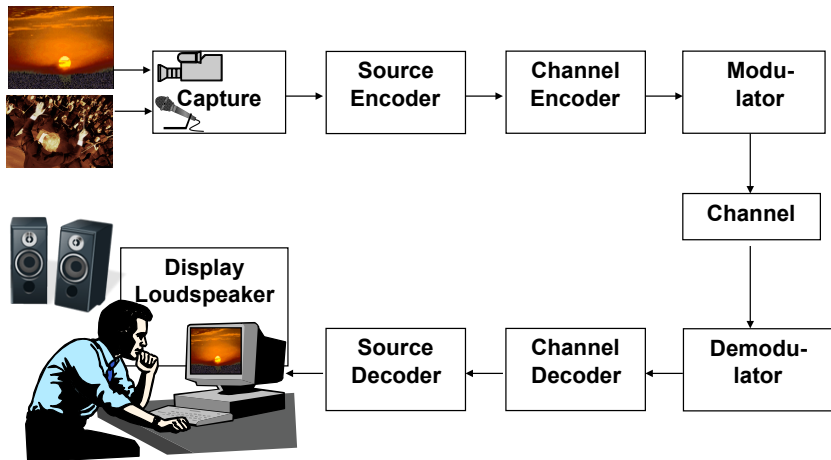 Capture
Source
Encoder
Channel
Encoder
Modu-
lator
Channel
Display
Loudspeaker
Source
Decoder
Channel
Decoder
Demodu-
lator